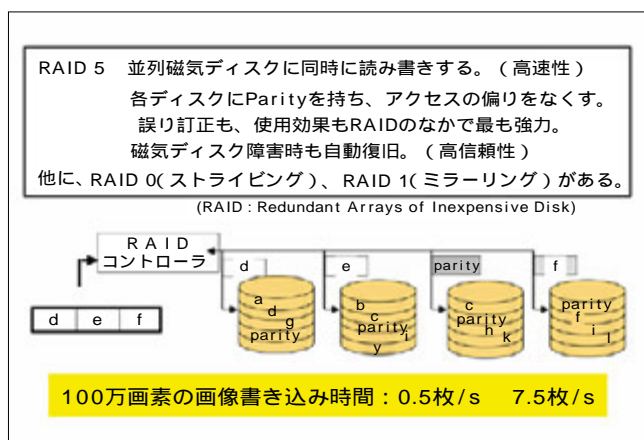 RAID 5 並列磁気ディスクに同時に読み書きする。(高速性)
各ディスクにParityを持ち、アクセスの偏りをなくす。
誤り訂正も、使用効果もRAIDのなかで最も強力。
磁気ディスク障害時も自動復旧。(高信頼性)
他に、RAID 0(ストライピング)、RAID 1(ミラーリング)がある。
(RAID : Redundant Arrays of Inexpensive Disk)
RAID
コントローラ
d e parity f
d e f
a
d
g
parity
b
c
parity i
y
c
parity
h
k
parity
f
i
l
100万画素の画像書き込み時間:0.5枚/s 7.5枚/s